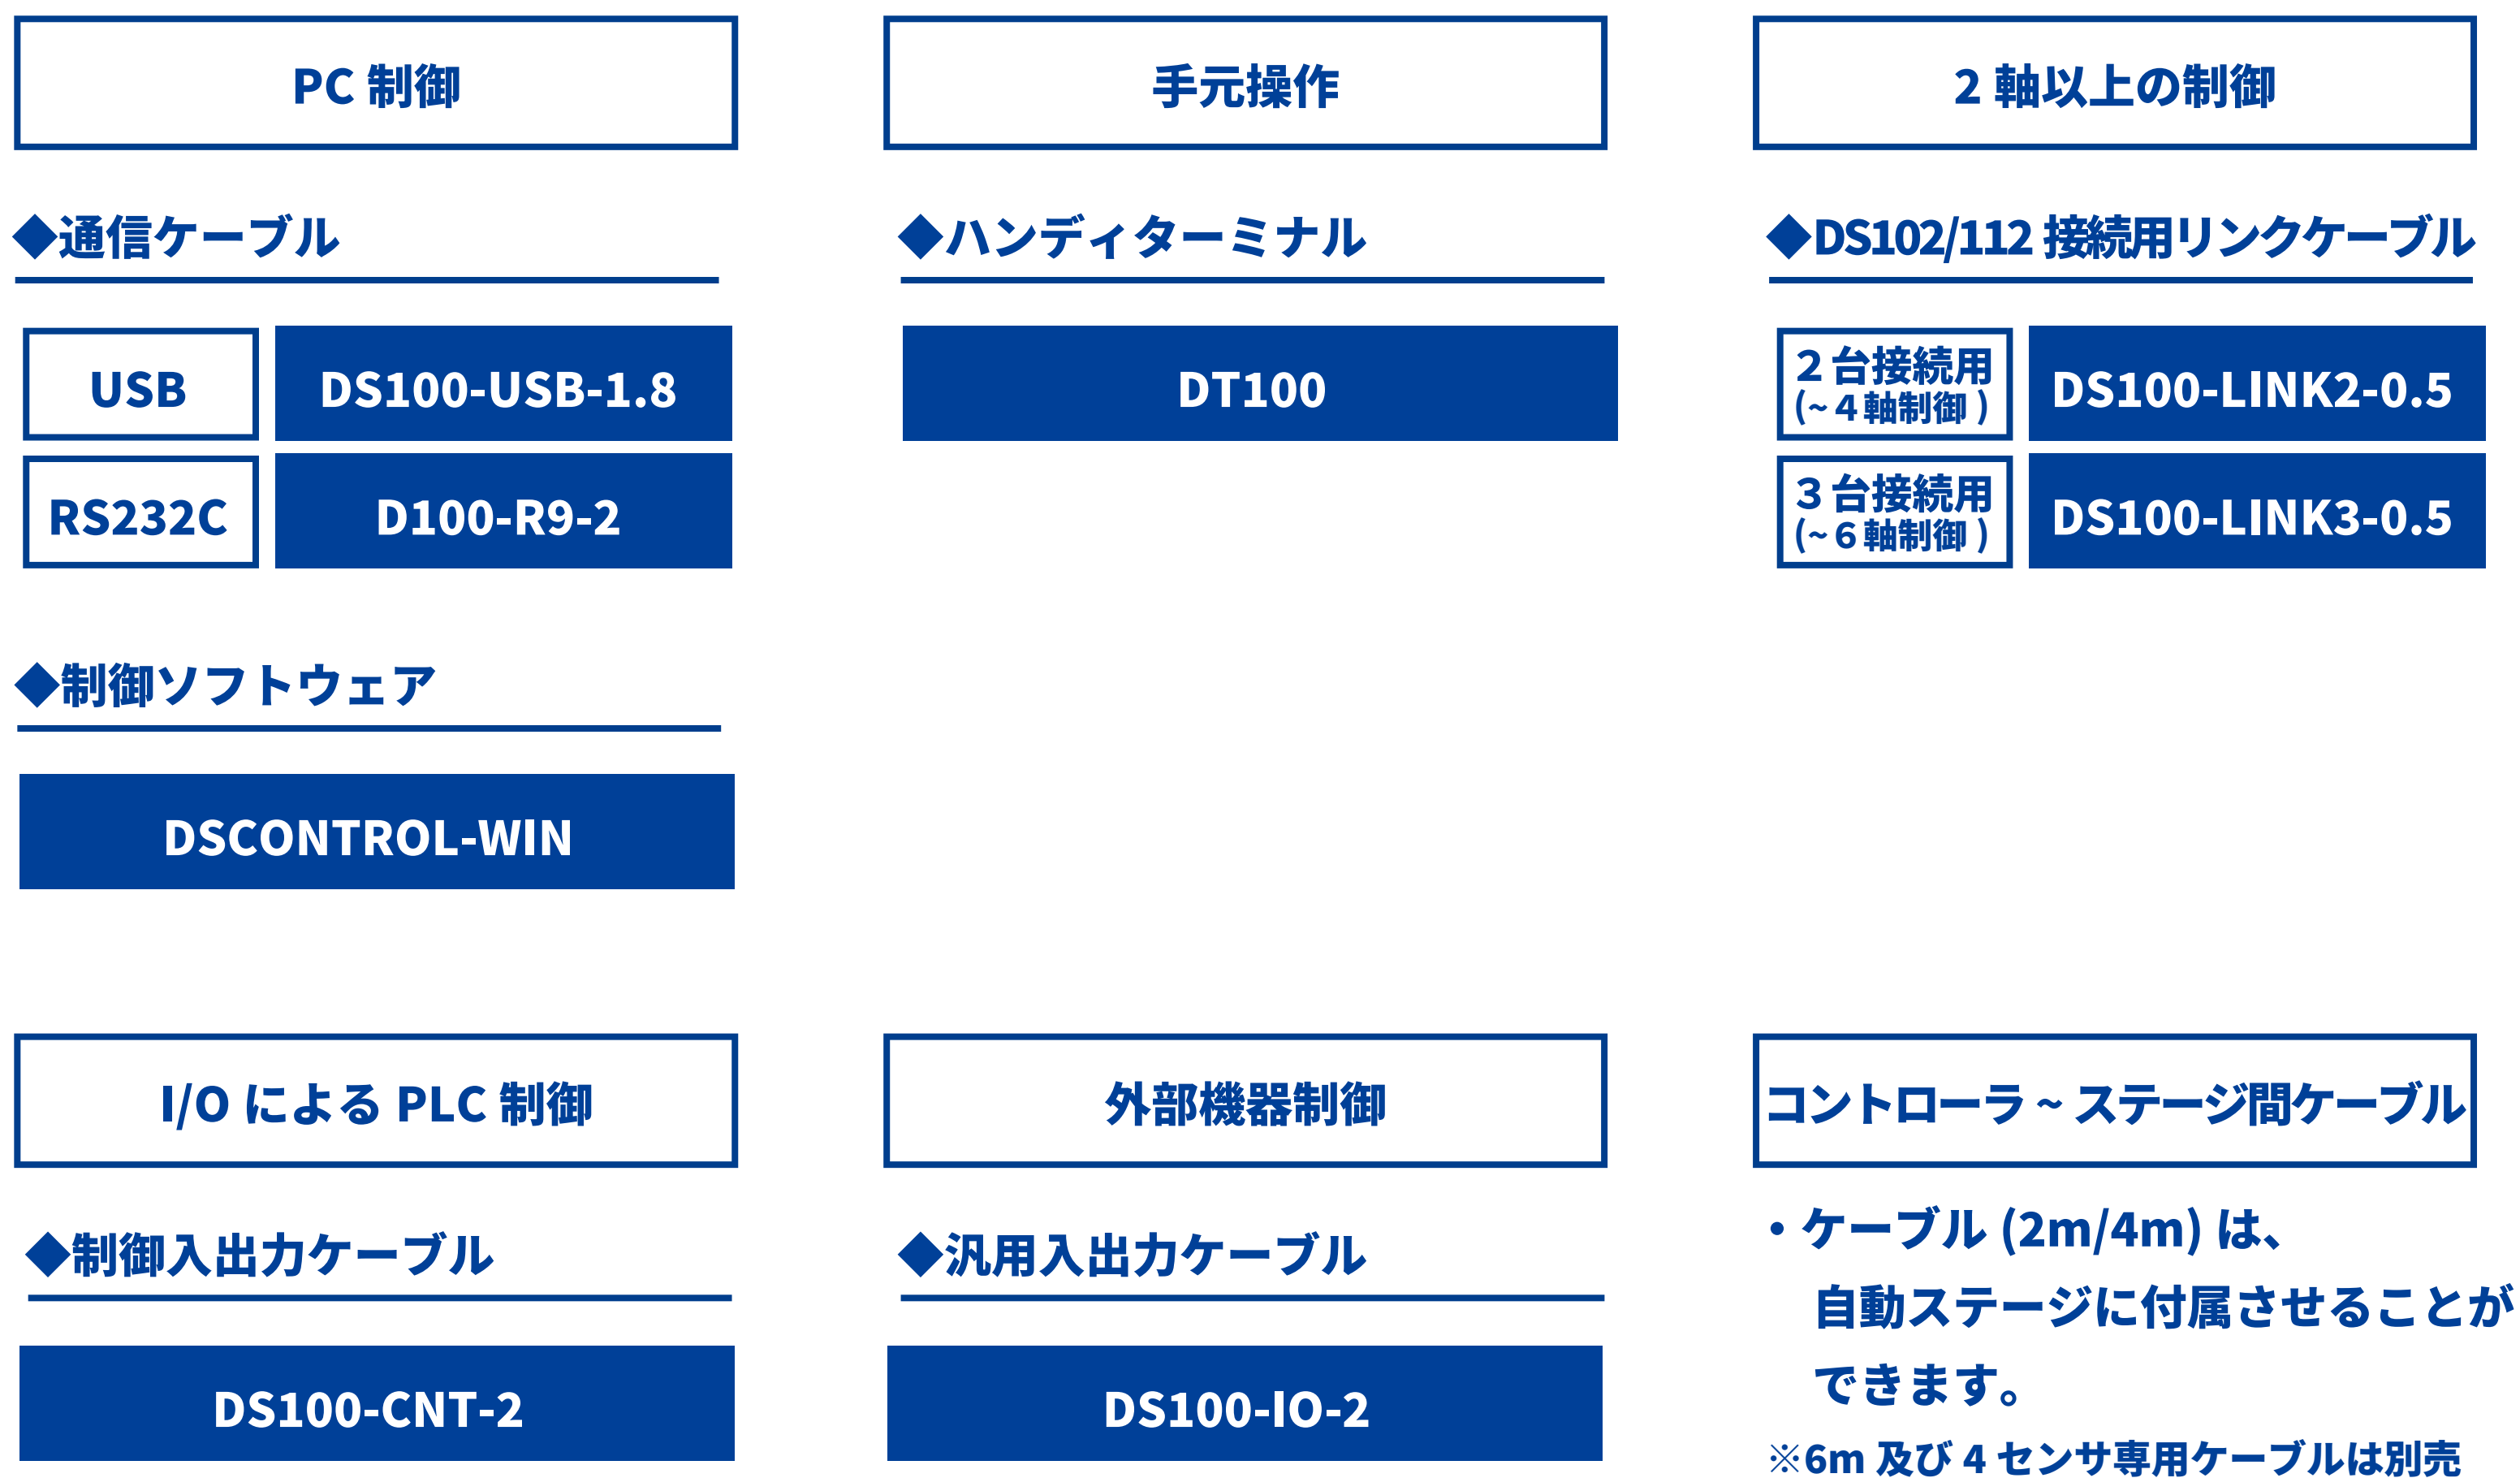 PC 制御
◆通信ケーブル
USB
DS100-USB-1.8
RS232C
D100-R9-2
◆制御ソフトウェア
DSCONTROL-WIN
手元操作
◆ハンディターミナル
DT100
2 軸以上の制御
◆DS102/112 接続用リンクケーブル
2 台接続用
(~ 4 軸制御 )
DS100-LINK2-0.5
3 台接続用
(~ 6 軸制御 )
DS100-LINK3-0.5
I/O による PLC 制御
◆制御入出力ケーブル
DS100-CNT-2
外部機器制御
◆汎用入出力ケーブル
DS100-IO-2
コントローラ ~ ステージ間ケーブル
・ケーブル (2m/4m) は、
自動ステージに付属させることが
できます。
※6m 及び 4 センサ専用ケーブルは別売